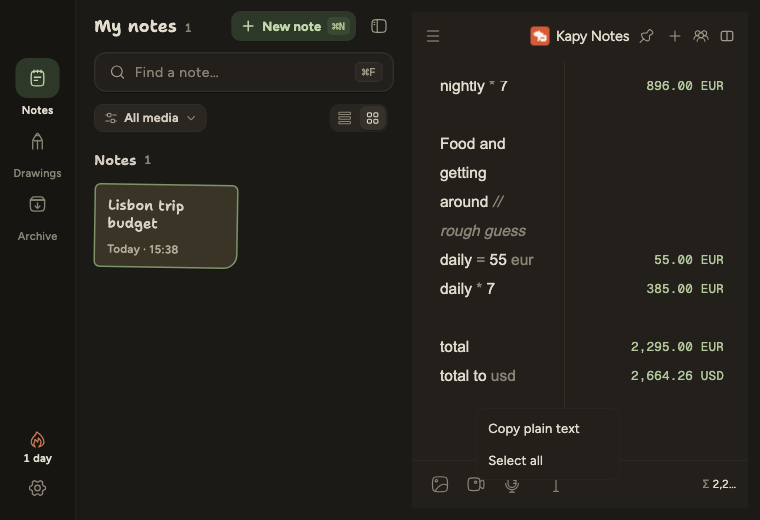 My notes 1
+ New note ⌘N
Find a note… ⌘F
All media
Notes
Drawings
Archive
1 day
Notes 1
Lisbon trip
budget
Today · 15:38
Kapy Notes
nightly * 7 896.00 EUR
Food and
getting
around //
rough guess
daily = 55 eur 55.00 EUR
daily * 7 385.00 EUR
total 2,295.00 EUR
total to usd 2,664.26 USD
Copy plain text
Select all
Σ 2,2…